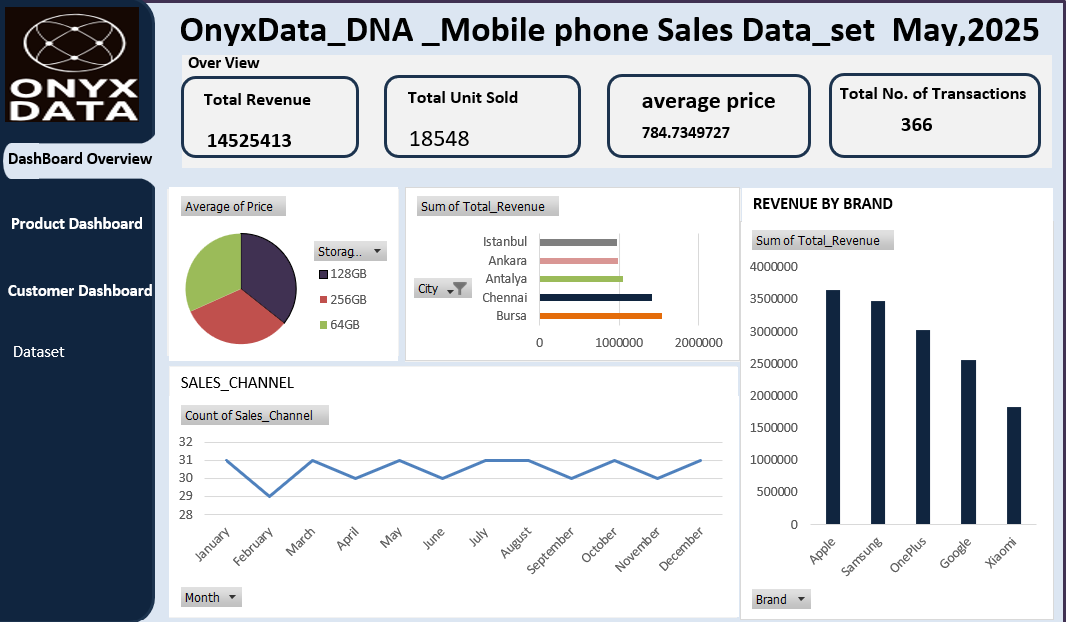 OnyxData_DNA _Mobile phone Sales Data_set May,2025
ONYX
DATA
Over View
Total Revenue
14525413
Total Unit Sold
18548
average price
784.7349727
Total No. of Transactions
366
DashBoard Overview
Product Dashboard
Customer Dashboard
Dataset
Average of Price
Storag...
128GB
256GB
64GB
Sum of Total_Revenue
City
Istanbul
Ankara
Antalya
Chennai
Bursa
0 1000000 2000000
REVENUE BY BRAND
Sum of Total_Revenue
4000000
3500000
3000000
2500000
2000000
1500000
1000000
500000
0
Apple Samsung OnePlus Google Xiaomi
Brand
SALES_CHANNEL
Count of Sales_Channel
32
31
30
29
28
January February March April May June July August September October November December
Month